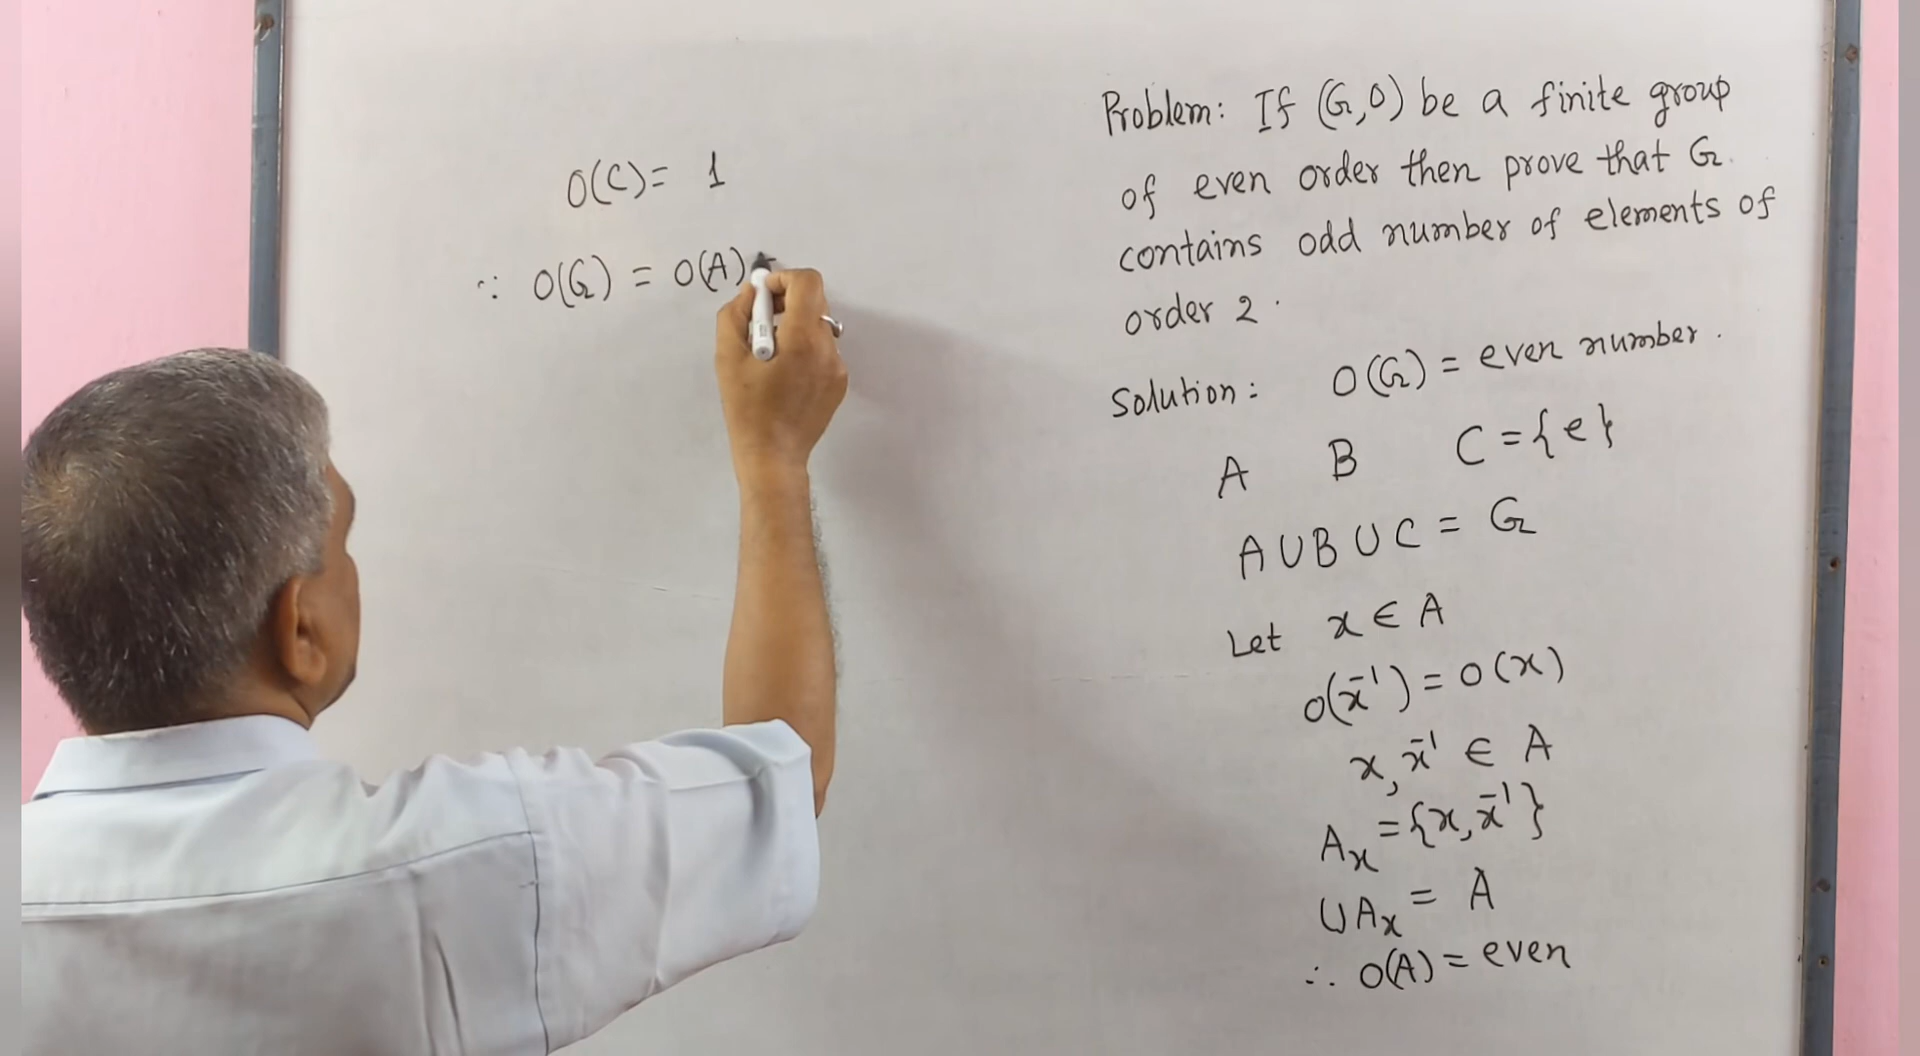 Problem: If (G,O) be a finite group
of even order then prove that G
contains odd number of elements of
order 2.
Solution: O(G) = even number.
A B C = {e}
A ∪ B ∪ C = G
Let x ∈ A
O(x⁻¹) = O(x)
x, x⁻¹ ∈ A
Aₓ = {x, x⁻¹}
∪Aₓ = A
∴ O(A) = even
O(C) = 1
∵ O(G) = O(A) +